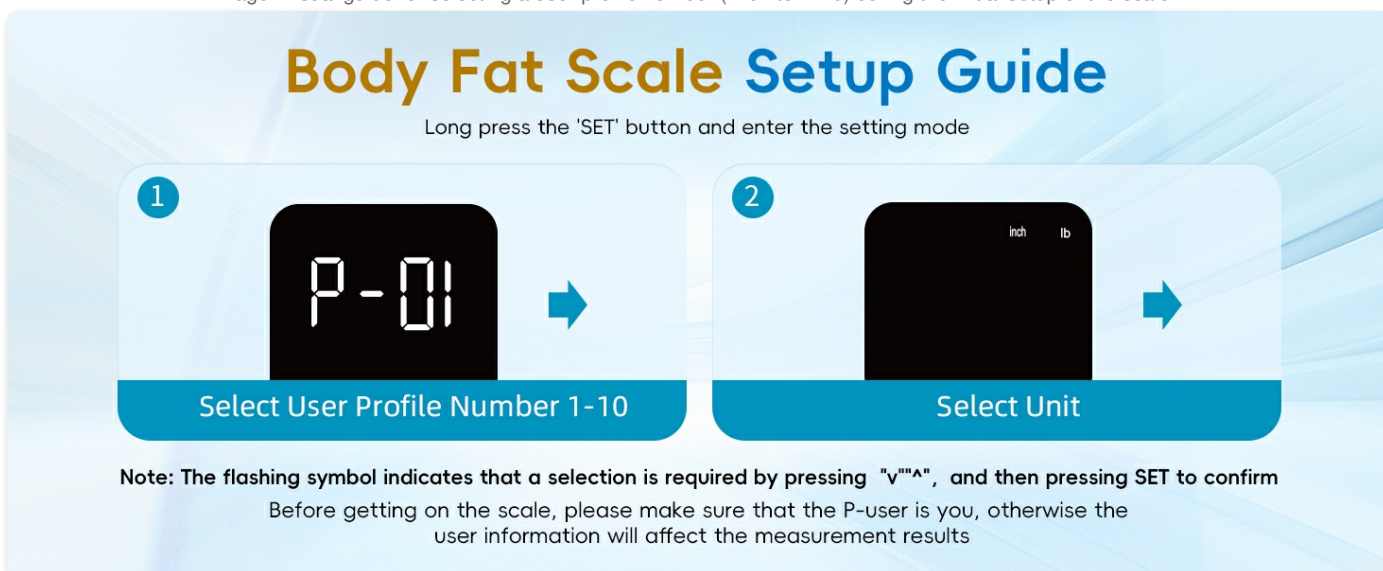 Body Fat Scale Setup Guide
Long press the 'SET' button and enter the setting mode
1
P-01
Select User Profile Number 1-10
2
inch lb
Select Unit
Note: The flashing symbol indicates that a selection is required by pressing "v""^", and then pressing SET to confirm
Before getting on the scale, please make sure that the P-user is you, otherwise the
user information will affect the measurement results